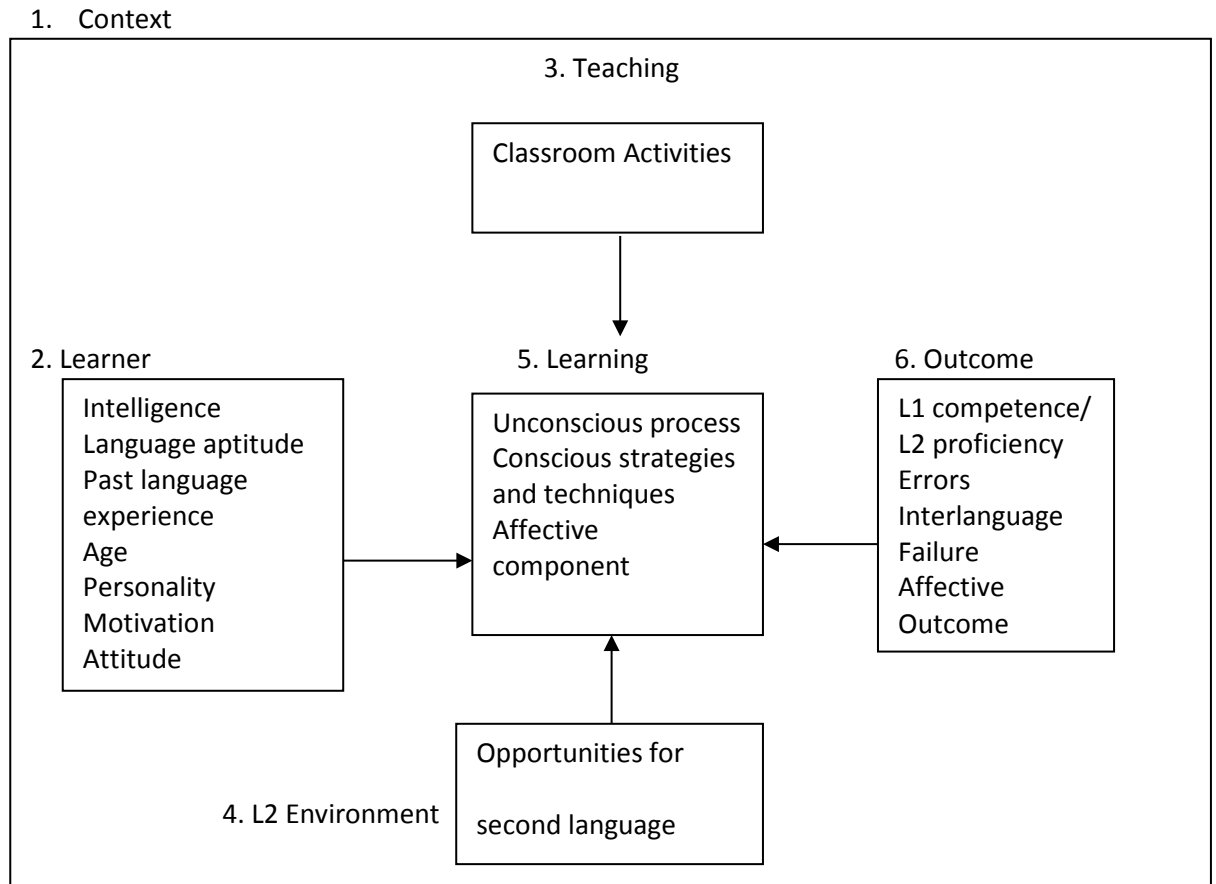 1. Context
3. Teaching
Classroom Activities
2. Learner
Intelligence
Language aptitude
Past language
experience
Age
Personality
Motivation
Attitude
5. Learning
Unconscious process
Conscious strategies
and techniques
Affective
component
6. Outcome
L1 competence/
L2 proficiency
Errors
Interlanguage
Failure
Affective
Outcome
4. L2 Environment
Opportunities for
second language